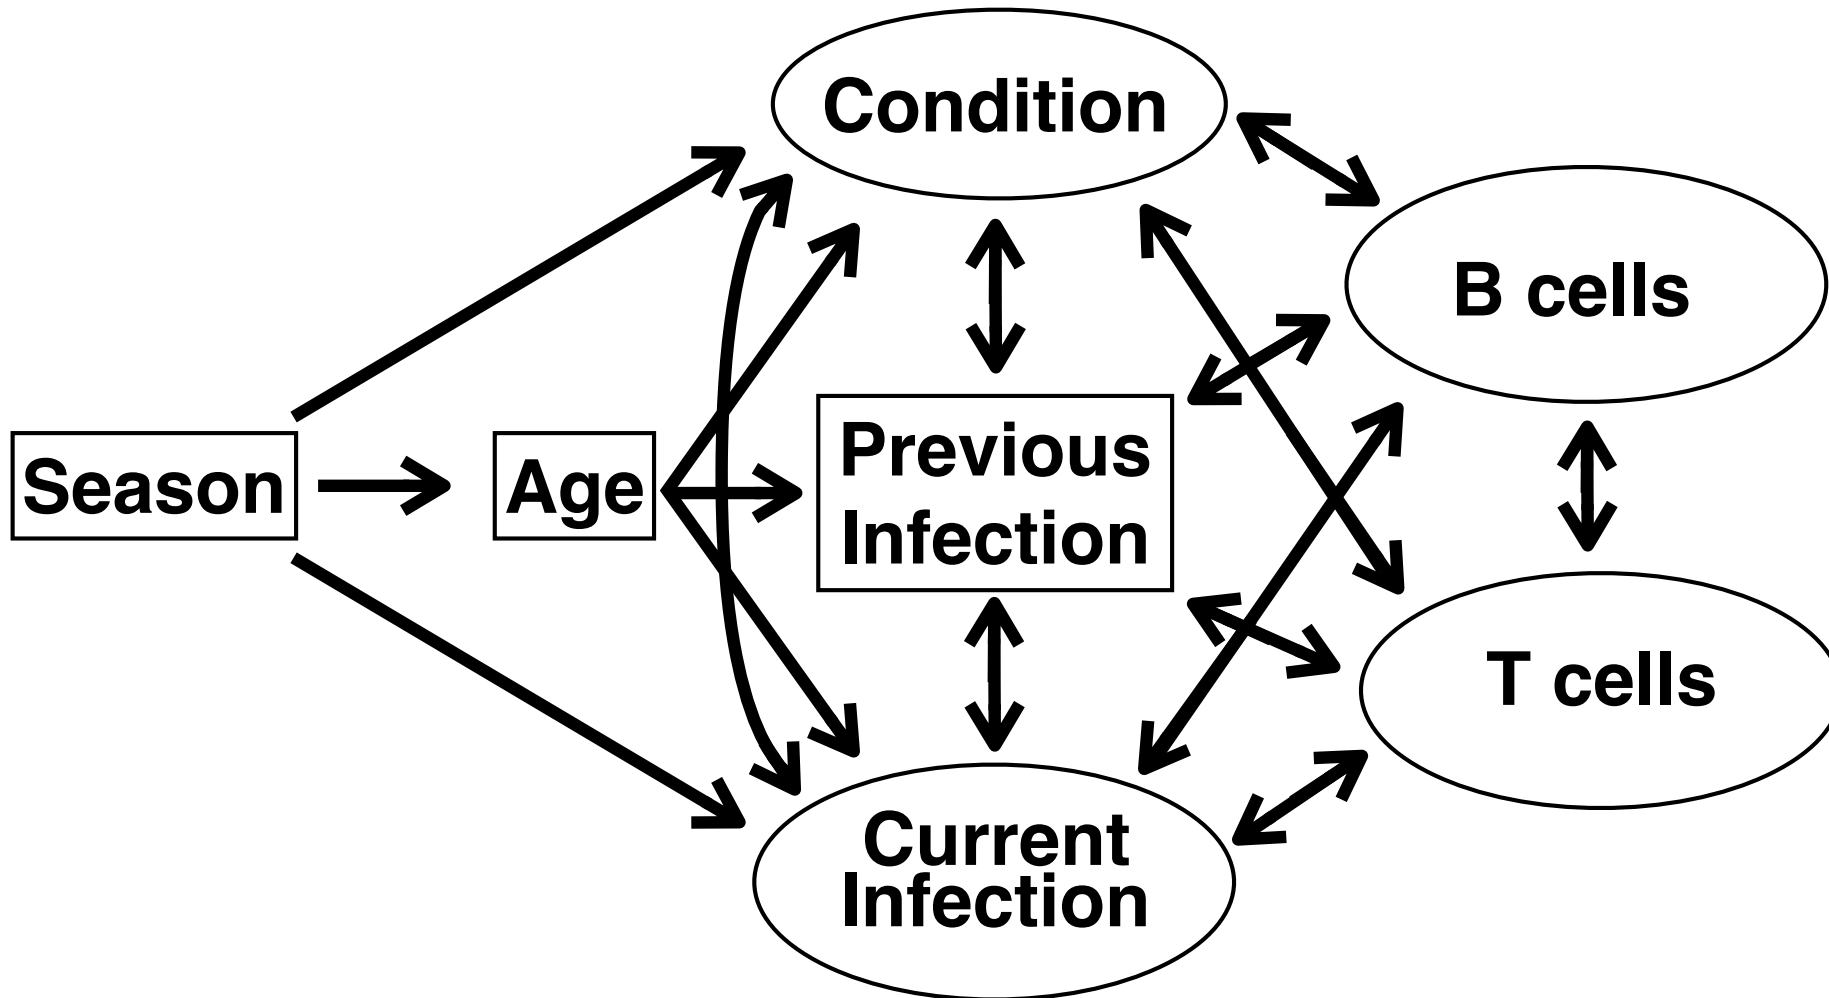 Condition
B cells
Season
Age
Previous
Infection
T cells
Current
Infection